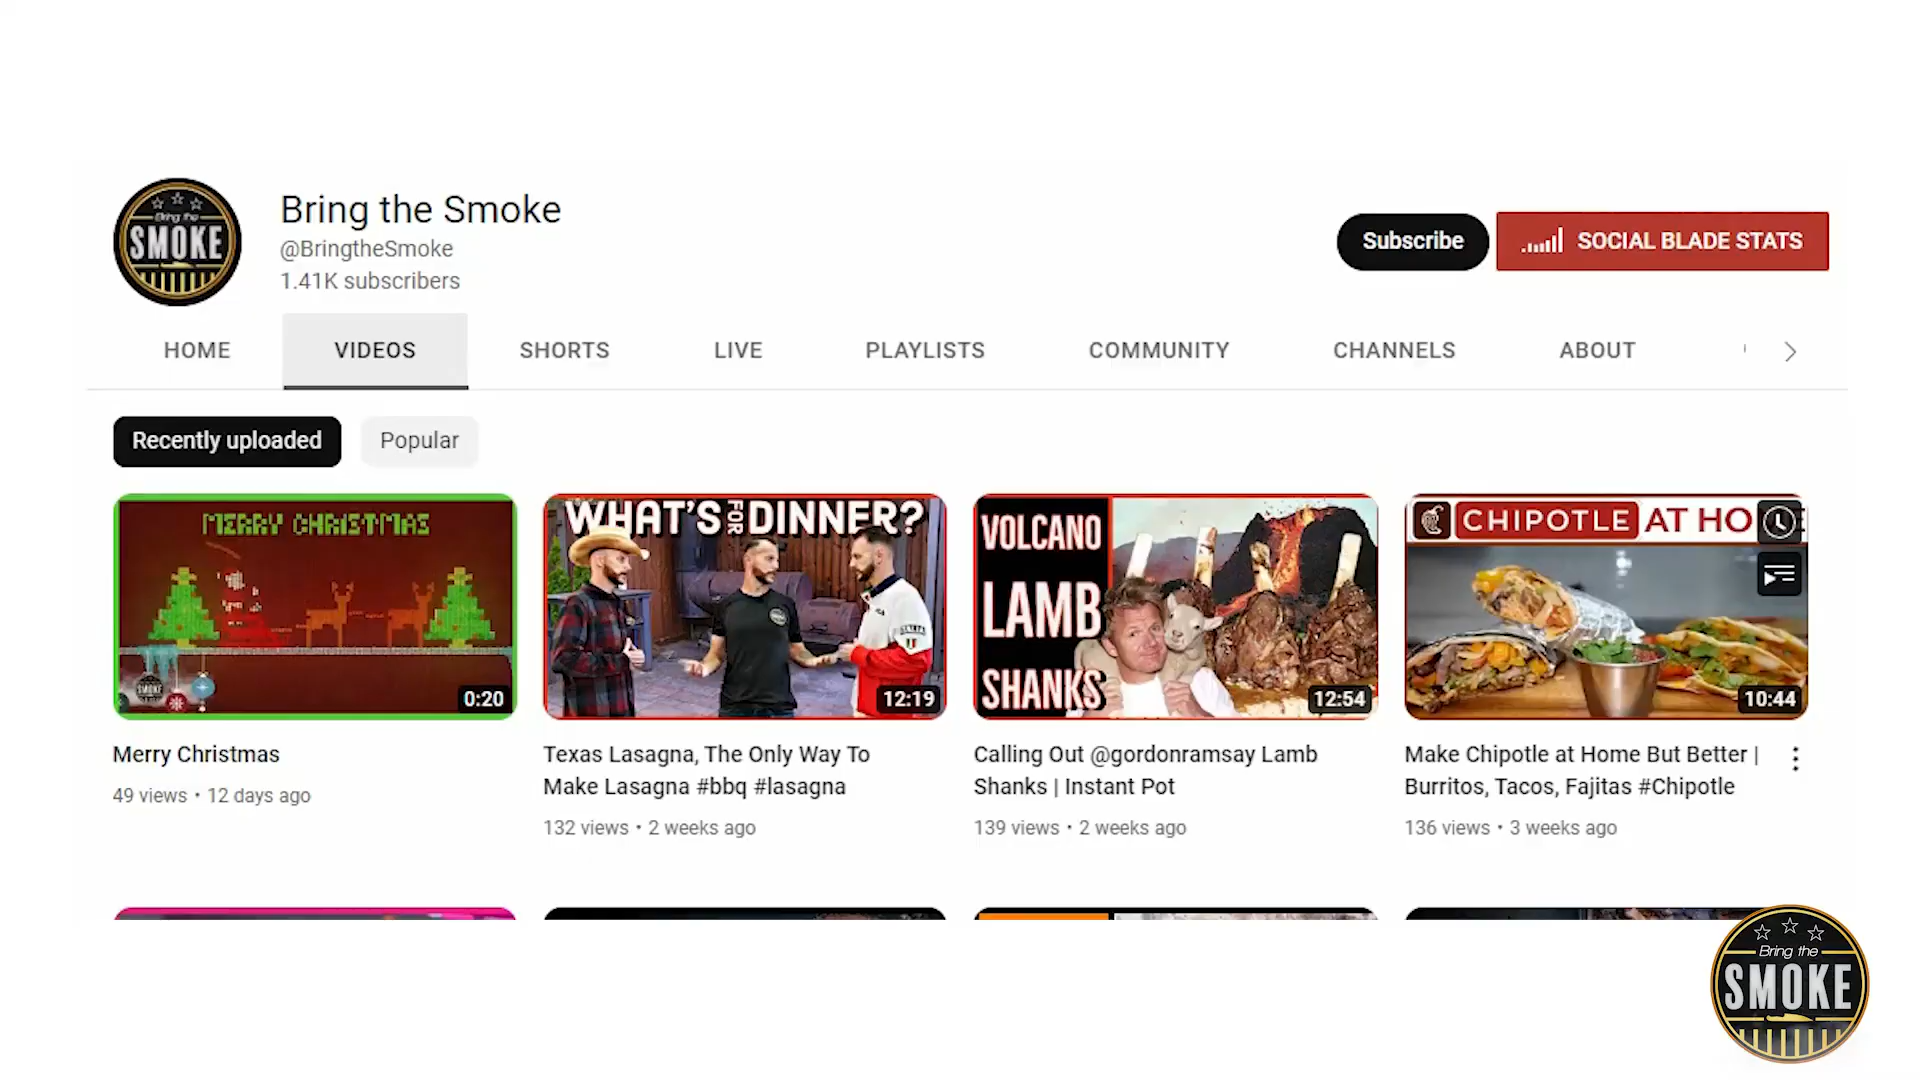 Bring the
SMOKE
Bring the Smoke
@BringtheSmoke
1.41K subscribers
Subscribe
SOCIAL BLADE STATS
HOME
VIDEOS
SHORTS
LIVE
PLAYLISTS
COMMUNITY
CHANNELS
ABOUT
Recently uploaded
Popular
MERRY CHRISTMAS
SMOKE
0:20
WHAT'S FOR DINNER?
ITALIA
12:19
VOLCANO
LAMB
SHANKS
12:54
CHIPOTLE AT HO
10:44
Merry Christmas
49 views • 12 days ago
Texas Lasagna, The Only Way To
Make Lasagna #bbq #lasagna
132 views • 2 weeks ago
Calling Out @gordonramsay Lamb
Shanks | Instant Pot
139 views • 2 weeks ago
Make Chipotle at Home But Better |
Burritos, Tacos, Fajitas #Chipotle
136 views • 3 weeks ago
Bring the
SMOKE